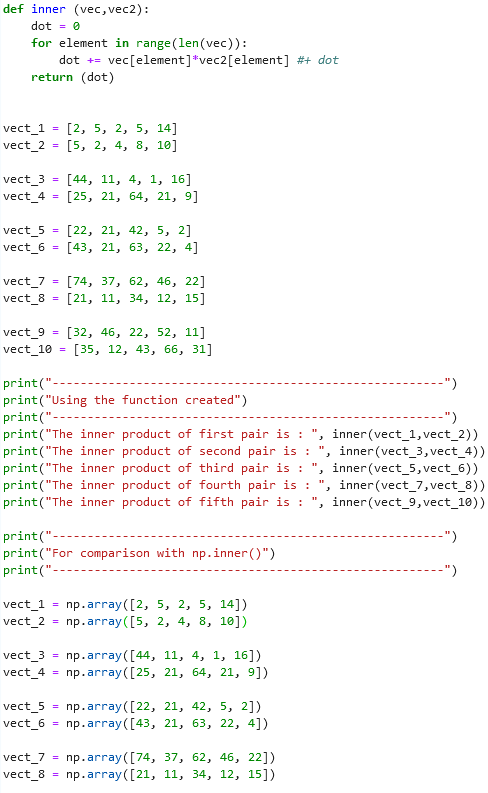 def inner (vec,vec2):
    dot = 0
    for element in range(len(vec)):
        dot += vec[element]*vec2[element] #+ dot
    return (dot)
vect_1 = [2, 5, 2, 5, 14]
vect_2 = [5, 2, 4, 8, 10]
vect_3 = [44, 11, 4, 1, 16]
vect_4 = [25, 21, 64, 21, 9]
vect_5 = [22, 21, 42, 5, 2]
vect_6 = [43, 21, 63, 22, 4]
vect_7 = [74, 37, 62, 46, 22]
vect_8 = [21, 11, 34, 12, 15]
vect_9 = [32, 46, 22, 52, 11]
vect_10 = [35, 12, 43, 66, 31]
print("--------------------------------------------------------")
print("Using the function created")
print("--------------------------------------------------------")
print("The inner product of first pair is : ", inner(vect_1,vect_2))
print("The inner product of second pair is : ", inner(vect_3,vect_4))
print("The inner product of third pair is : ", inner(vect_5,vect_6))
print("The inner product of fourth pair is : ", inner(vect_7,vect_8))
print("The inner product of fifth pair is : ", inner(vect_9,vect_10))
print("--------------------------------------------------------")
print("For comparison with np.inner()")
print("--------------------------------------------------------")
vect_1 = np.array([2, 5, 2, 5, 14])
vect_2 = np.array([5, 2, 4, 8, 10])
vect_3 = np.array([44, 11, 4, 1, 16])
vect_4 = np.array([25, 21, 64, 21, 9])
vect_5 = np.array([22, 21, 42, 5, 2])
vect_6 = np.array([43, 21, 63, 22, 4])
vect_7 = np.array([74, 37, 62, 46, 22])
vect_8 = np.array([21, 11, 34, 12, 15])